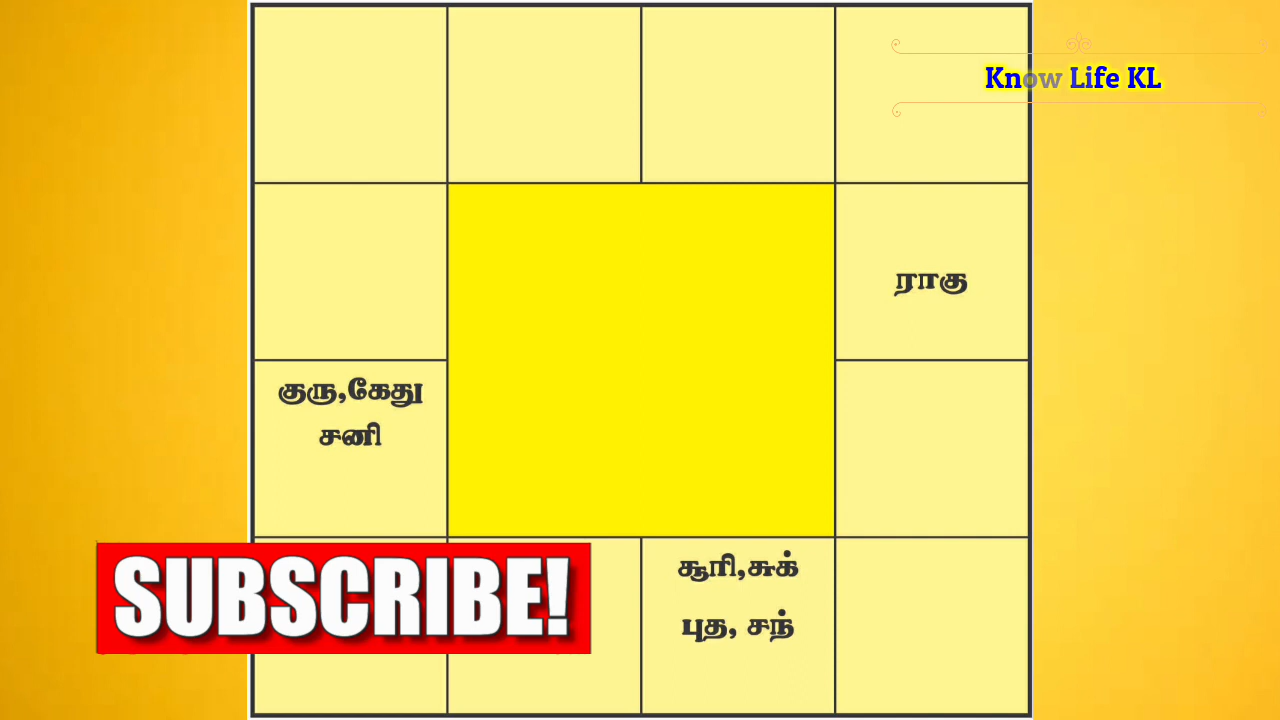 Know Life KL
ராகு
குரு,கேது
சனி
SUBSCRIBE!
சூரி,சுக்
புத, சந்